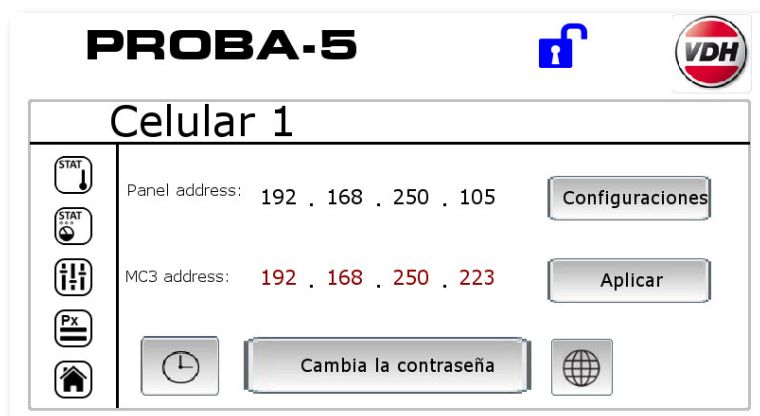 PROBA-5
VDH
Celular 1
STAT
Panel address: 192 . 168 . 250 . 105 Configuraciones
STAT
MC3 address: 192 . 168 . 250 . 223 Aplicar
Px
Cambia la contraseña